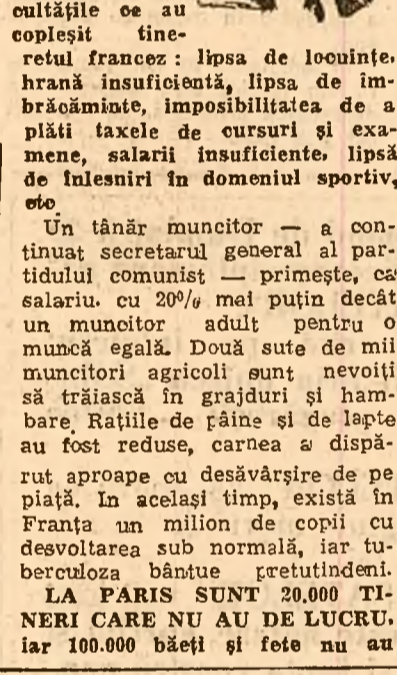 cultățile ce au
copleșit tine-
retul francez : lipsa de locuințe,
hrană insuficientă, lipsa de îm-
brăcăminte, imposibilitatea de a
plăti taxele de cursuri și exa-
mene, salarii insuficiente, lipsă
de înlesniri în domeniul sportiv,
etc
Un tânăr muncitor — a con-
tinuat secretarul general al par-
tidului comunist — primește, ca
salariu, cu 20% mai puțin decât
un muncitor adult pentru o
muncă egală. Două sute de mii
muncitori agricoli sunt nevoiți
să trăiască în grajduri și ham-
bare. Rațiile de pâine și de lapte
au fost reduse, carnea a dispă-
rut aproape cu desăvârșire de pe
piață. In același timp, există în
Franța un milion de copii cu
desvoltarea sub normală, iar tu-
berculoza bântue pretutindeni.
LA PARIS SUNT 20.000 TI-
NERI CARE NU AU DE LUCRU,
iar 100.000 băeți și fete nu au